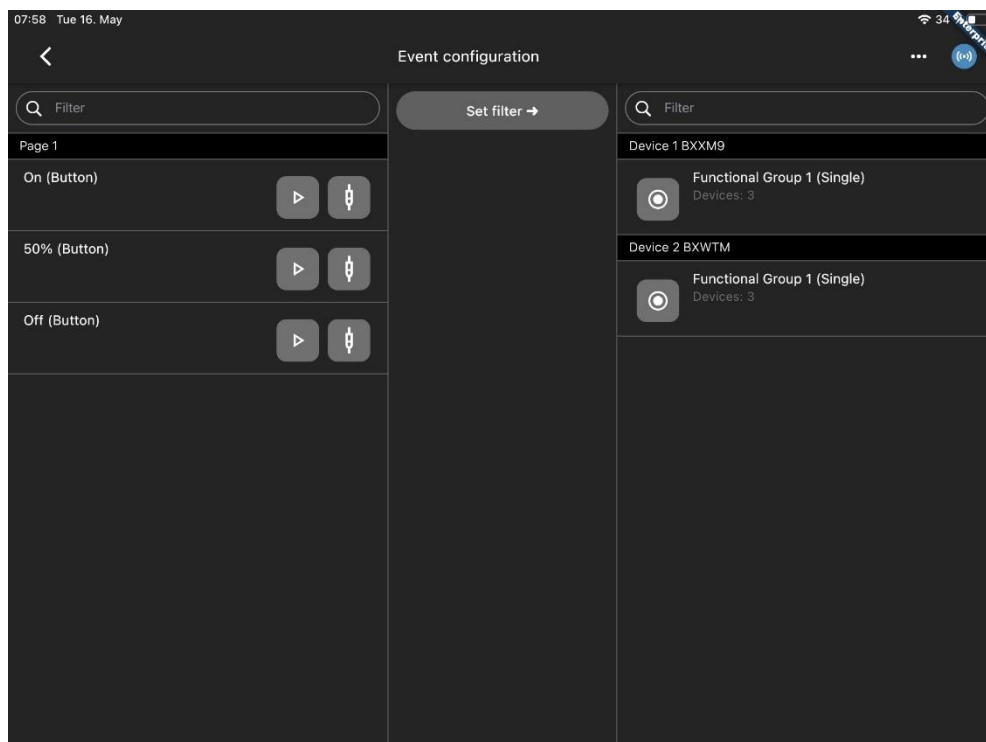 07:58 Tue 16. May
34
Event configuration
Filter
Set filter →
Filter
Page 1
On (Button)
50% (Button)
Off (Button)
Device 1 BXXM9
Functional Group 1 (Single)
Devices: 3
Device 2 BXWTM
Functional Group 1 (Single)
Devices: 3